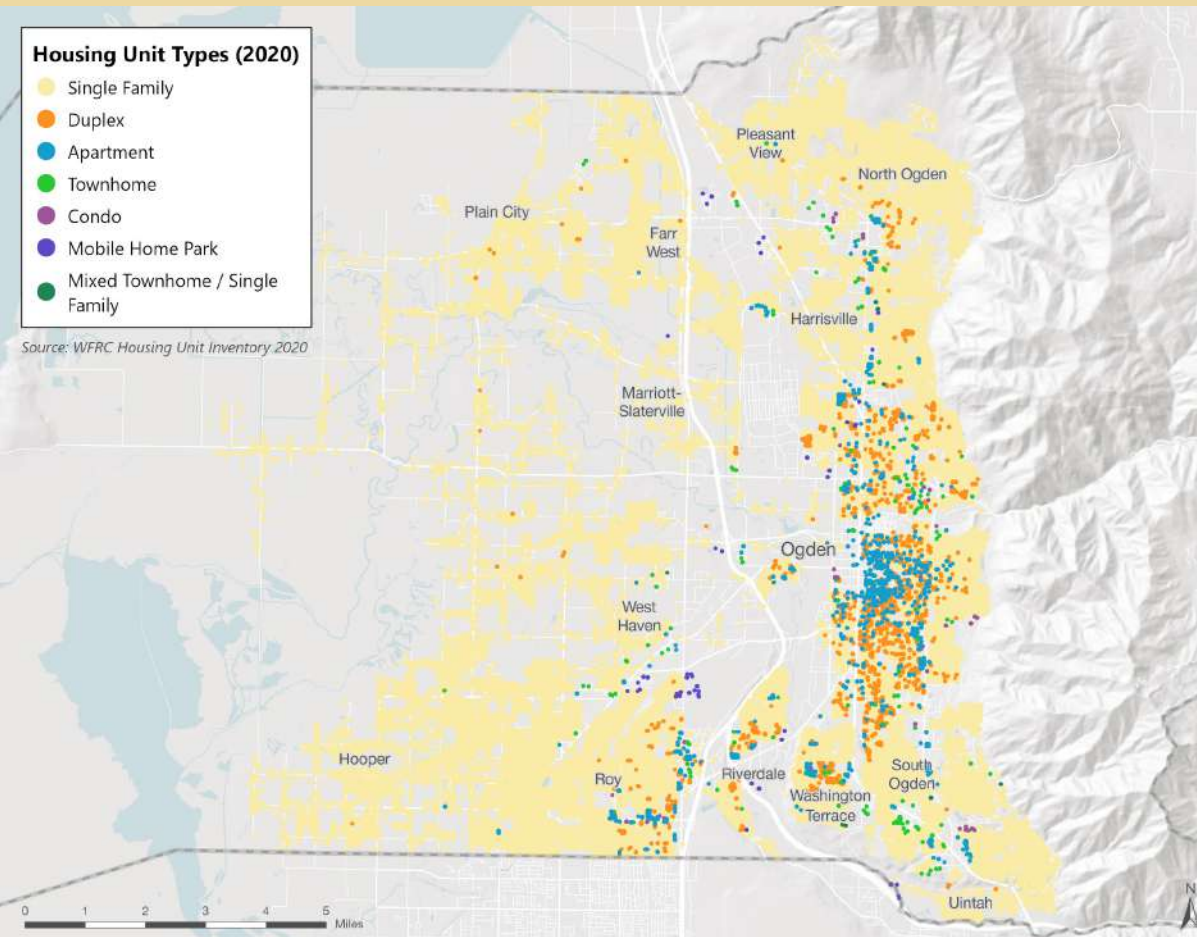 Housing Unit Types (2020)
Single Family
Duplex
Apartment
Townhome
Condo
Mobile Home Park
Mixed Townhome / Single
Family
Source: WFRC Housing Unit Inventory 2020
Pleasant
View
North Ogden
Plain City
Farr
West
Harrisville
Marriott-
Slaterville
Ogden
West
Haven
Hooper
Roy
Riverdale
South
Ogden
Washington
Terrace
Uintah
0 1 2 3 4 5
Miles
N